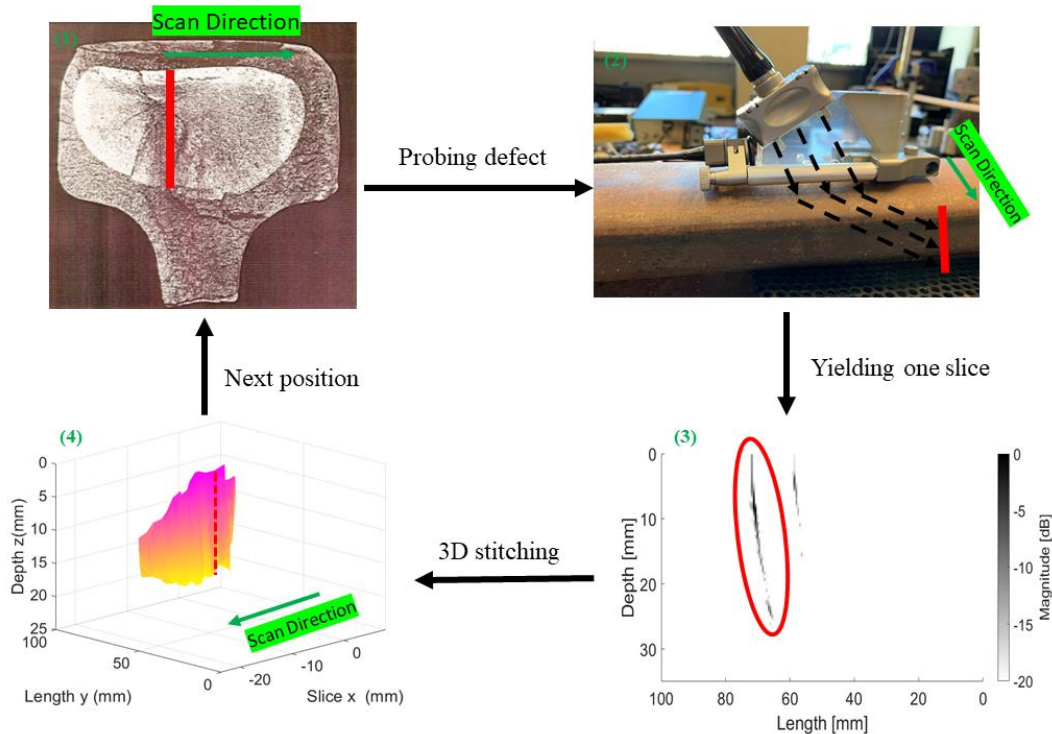 Scan Direction
(1)
Probing defect
(2)
Scan Direction
Next position
Yielding one slice
(4)
0
5
10
15
20
25
Depth z(mm)
100
50
0
Length y (mm)
-20
-10
0
Slice x (mm)
Scan Direction
3D stitching
(3)
0
10
20
30
Depth [mm]
100
80
60
40
20
0
Length [mm]
0
-5
-10
-15
-20
Magnitude [dB]